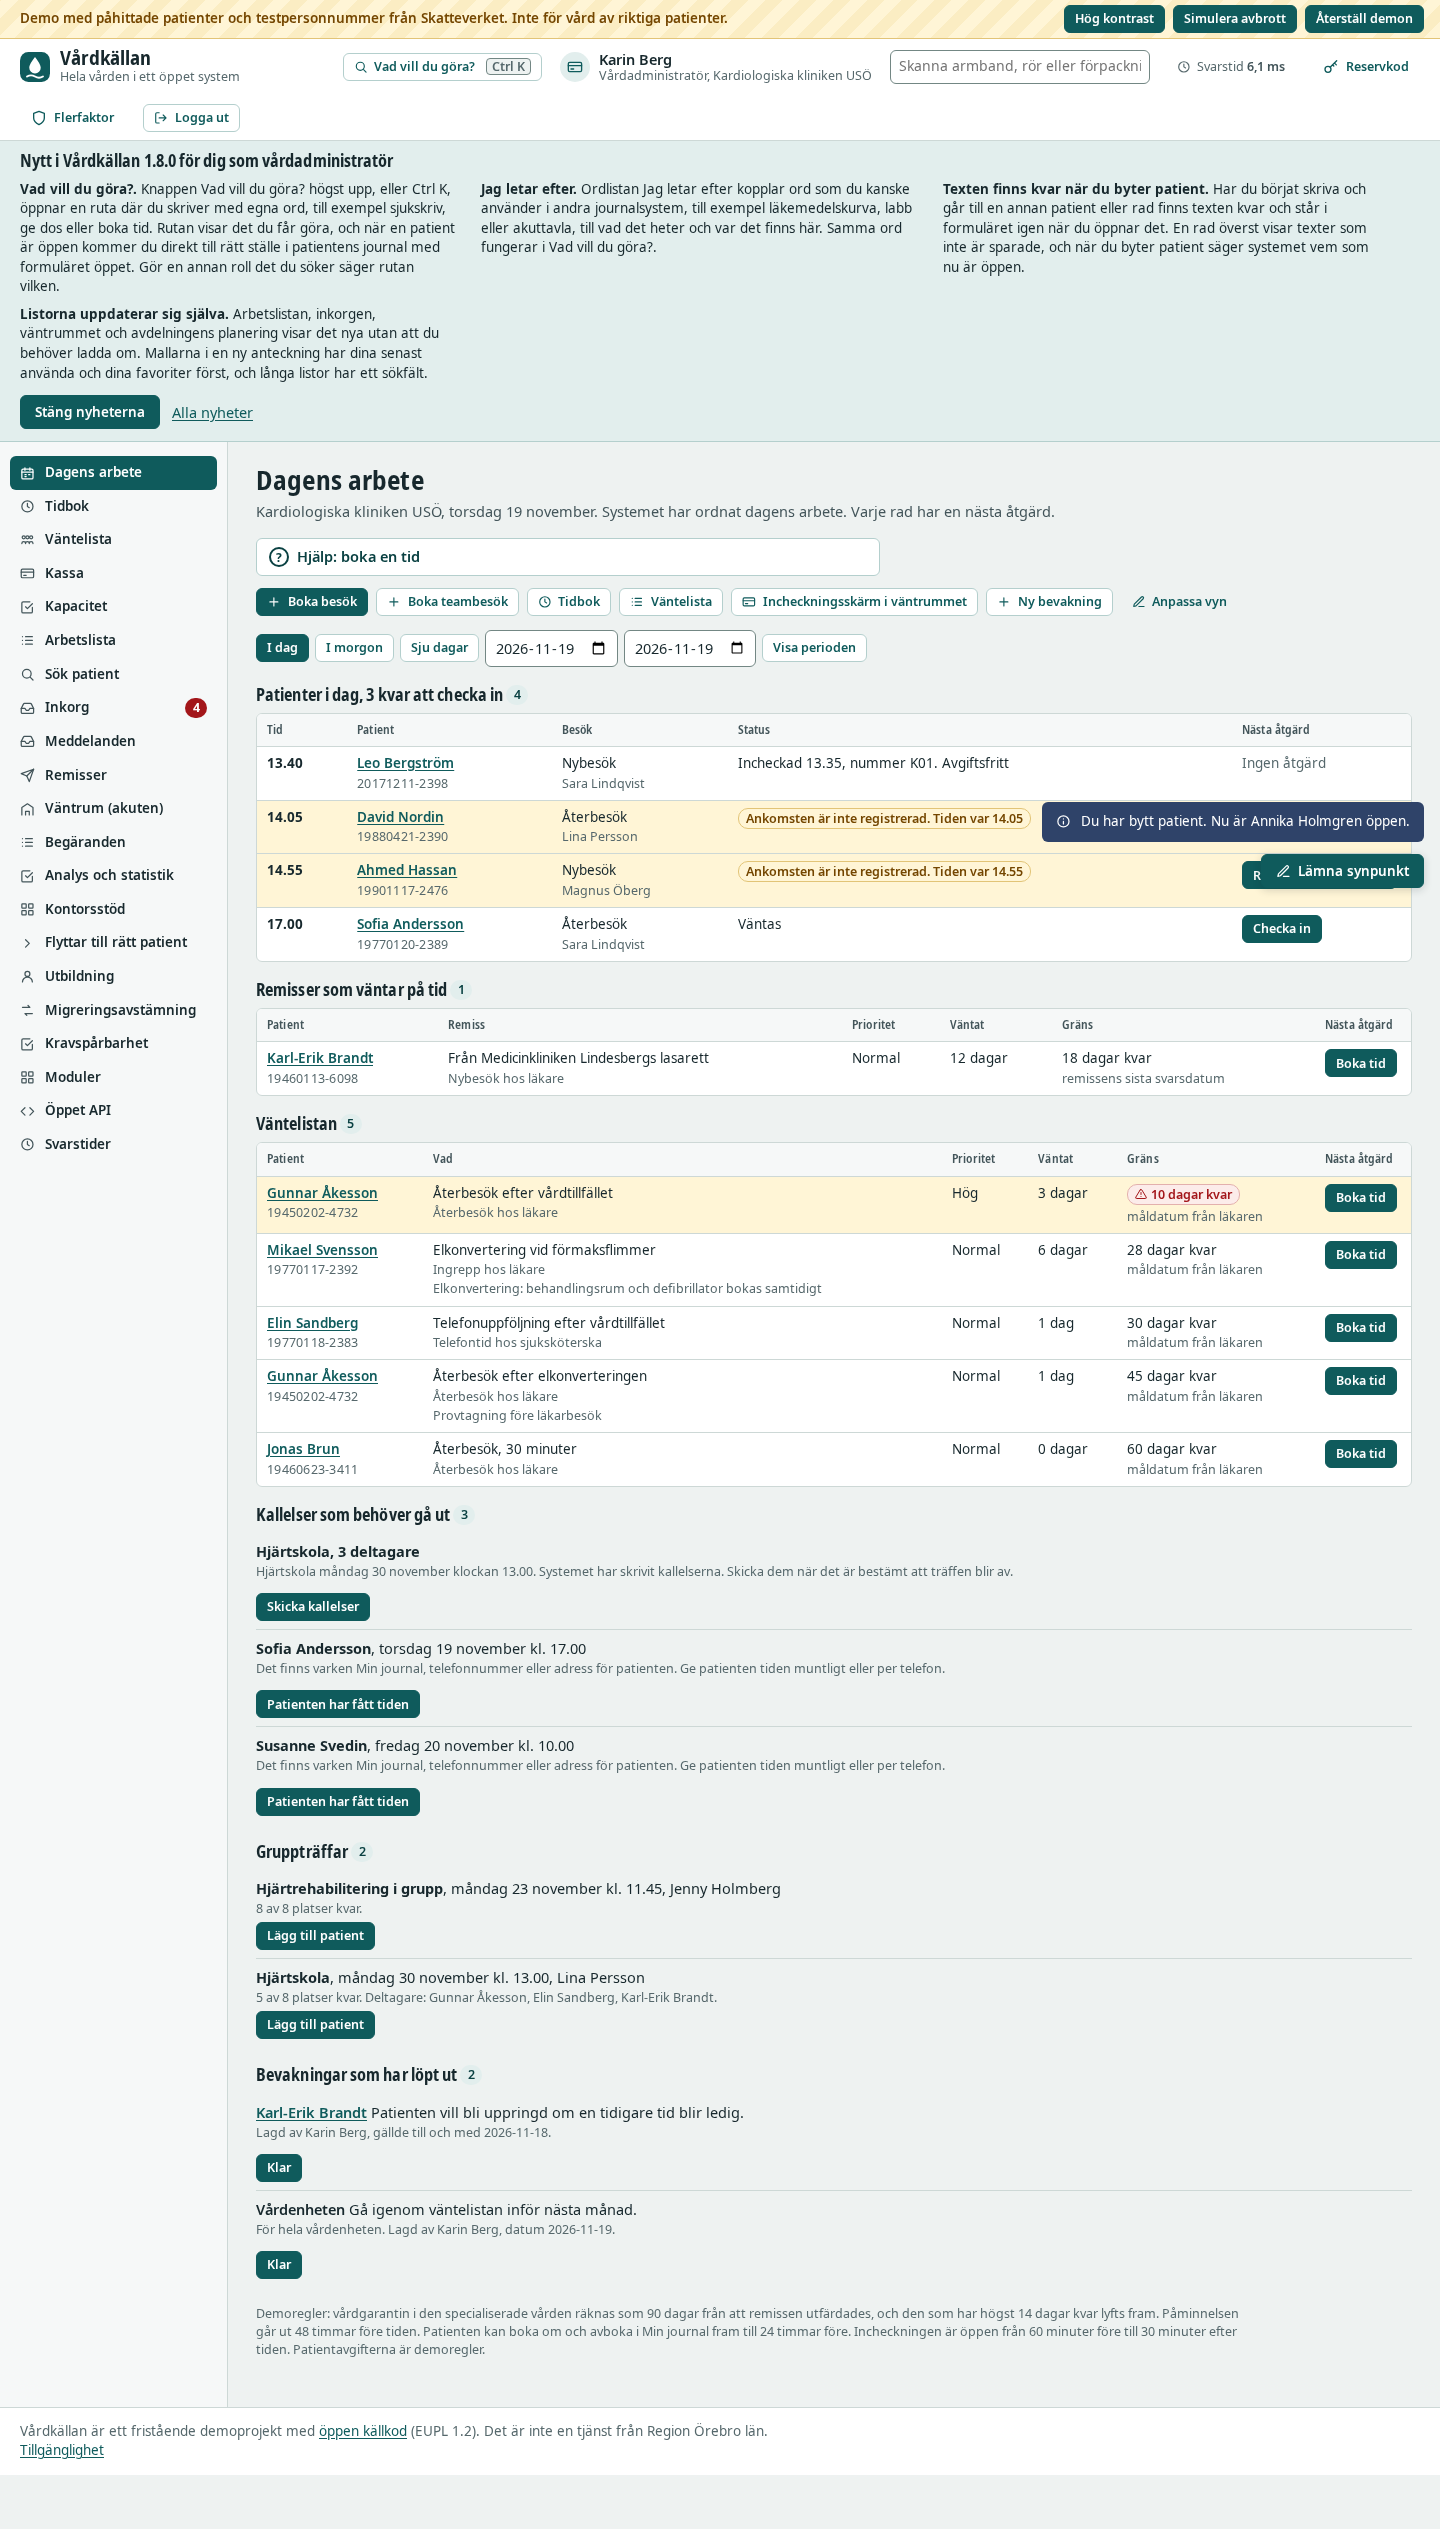 Demo med påhittade patienter och testpersonnummer från Skatteverket. Inte för vård av riktiga patienter.
Hög kontrast
Simulera avbrott
Återställ demon
Vårdkällan
Hela vården i ett öppet system
Vad vill du göra? Ctrl K
Karin Berg
Vårdadministratör, Kardiologiska kliniken USÖ
Skanna armband, rör eller förpackni
Svarstid 6,1 ms
Reservkod
Flerfaktor
Logga ut
Nytt i Vårdkällan 1.8.0 för dig som vårdadministratör
Vad vill du göra?. Knappen Vad vill du göra? högst upp, eller Ctrl K,
öppnar en ruta där du skriver med egna ord, till exempel sjukskriv,
ge dos eller boka tid. Rutan visar det du får göra, och när en patient
är öppen kommer du direkt till rätt ställe i patientens journal med
formuläret öppet. Gör en annan roll det du söker säger rutan
vilken.
Jag letar efter. Ordlistan Jag letar efter kopplar ord som du kanske
använder i andra journalsystem, till exempel läkemedelskurva, labb
eller akuttavla, till vad det heter och var det finns här. Samma ord
fungerar i Vad vill du göra?.
Texten finns kvar när du byter patient. Har du börjat skriva och
går till en annan patient eller rad finns texten kvar och står i
formuläret igen när du öppnar det. En rad överst visar texter som
inte är sparade, och när du byter patient säger systemet vem som
nu är öppen.
Listorna uppdaterar sig själva. Arbetslistan, inkorgen,
väntrummet och avdelningens planering visar det nya utan att du
behöver ladda om. Mallarna i en ny anteckning har dina senast
använda och dina favoriter först, och långa listor har ett sökfält.
Stäng nyheterna
Alla nyheter
Dagens arbete
Tidbok
Väntelista
Kassa
Kapacitet
Arbetslista
Sök patient
Inkorg 4
Meddelanden
Remisser
Väntrum (akuten)
Begäranden
Analys och statistik
Kontorsstöd
Flyttar till rätt patient
Utbildning
Migreringsavstämning
Kravspårbarhet
Moduler
Öppet API
Svarstider
Dagens arbete
Kardiologiska kliniken USÖ, torsdag 19 november. Systemet har ordnat dagens arbete. Varje rad har en nästa åtgärd.
? Hjälp: boka en tid
Boka besök
Boka teambesök
Tidbok
Väntelista
Incheckningsskärm i väntrummet
Ny bevakning
Anpassa vyn
I dag
I morgon
Sju dagar
2026-11-19
2026-11-19
Visa perioden
Patienter i dag, 3 kvar att checka in 4
Tid Patient Besök Status Nästa åtgärd
13.40 Leo Bergström Nybesök Incheckad 13.35, nummer K01. Avgiftsfritt Ingen åtgärd
20171211-2398 Sara Lindqvist
14.05 David Nordin Återbesök Ankomsten är inte registrerad. Tiden var 14.05
19880421-2390 Lina Persson
Du har bytt patient. Nu är Annika Holmgren öppen.
14.55 Ahmed Hassan Nybesök Ankomsten är inte registrerad. Tiden var 14.55 R
19901117-2476 Magnus Öberg
Lämna synpunkt
17.00 Sofia Andersson Återbesök Väntas Checka in
19770120-2389 Sara Lindqvist
Remisser som väntar på tid 1
Patient Remiss Prioritet Väntat Gräns Nästa åtgärd
Karl-Erik Brandt Från Medicinkliniken Lindesbergs lasarett Normal 12 dagar 18 dagar kvar Boka tid
19460113-6098 Nybesök hos läkare remissens sista svarsdatum
Väntelistan 5
Patient Vad Prioritet Väntat Gräns Nästa åtgärd
Gunnar Åkesson Återbesök efter vårdtillfället Hög 3 dagar 10 dagar kvar Boka tid
19450202-4732 Återbesök hos läkare måldatum från läkaren
Mikael Svensson Elkonvertering vid förmaksflimmer Normal 6 dagar 28 dagar kvar Boka tid
19770117-2392 Ingrepp hos läkare måldatum från läkaren
Elkonvertering: behandlingsrum och defibrillator bokas samtidigt
Elin Sandberg Telefonuppföljning efter vårdtillfället Normal 1 dag 30 dagar kvar Boka tid
19770118-2383 Telefontid hos sjuksköterska måldatum från läkaren
Gunnar Åkesson Återbesök efter elkonverteringen Normal 1 dag 45 dagar kvar Boka tid
19450202-4732 Återbesök hos läkare måldatum från läkaren
Provtagning före läkarbesök
Jonas Brun Återbesök, 30 minuter Normal 0 dagar 60 dagar kvar Boka tid
19460623-3411 Återbesök hos läkare måldatum från läkaren
Kallelser som behöver gå ut 3
Hjärtskola, 3 deltagare
Hjärtskola måndag 30 november klockan 13.00. Systemet har skrivit kallelserna. Skicka dem när det är bestämt att träffen blir av.
Skicka kallelser
Sofia Andersson, torsdag 19 november kl. 17.00
Det finns varken Min journal, telefonnummer eller adress för patienten. Ge patienten tiden muntligt eller per telefon.
Patienten har fått tiden
Susanne Svedin, fredag 20 november kl. 10.00
Det finns varken Min journal, telefonnummer eller adress för patienten. Ge patienten tiden muntligt eller per telefon.
Patienten har fått tiden
Gruppträffar 2
Hjärtrehabilitering i grupp, måndag 23 november kl. 11.45, Jenny Holmberg
8 av 8 platser kvar.
Lägg till patient
Hjärtskola, måndag 30 november kl. 13.00, Lina Persson
5 av 8 platser kvar. Deltagare: Gunnar Åkesson, Elin Sandberg, Karl-Erik Brandt.
Lägg till patient
Bevakningar som har löpt ut 2
Karl-Erik Brandt Patienten vill bli uppringd om en tidigare tid blir ledig.
Lagd av Karin Berg, gällde till och med 2026-11-18.
Klar
Vårdenheten Gå igenom väntelistan inför nästa månad.
För hela vårdenheten. Lagd av Karin Berg, datum 2026-11-19.
Klar
Demoregler: vårdgarantin i den specialiserade vården räknas som 90 dagar från att remissen utfärdades, och den som har högst 14 dagar kvar lyfts fram. Påminnelsen
går ut 48 timmar före tiden. Patienten kan boka om och avboka i Min journal fram till 24 timmar före. Incheckningen är öppen från 60 minuter före till 30 minuter efter
tiden. Patientavgifterna är demoregler.
Vårdkällan är ett fristående demoprojekt med öppen källkod (EUPL 1.2). Det är inte en tjänst från Region Örebro län.
Tillgänglighet